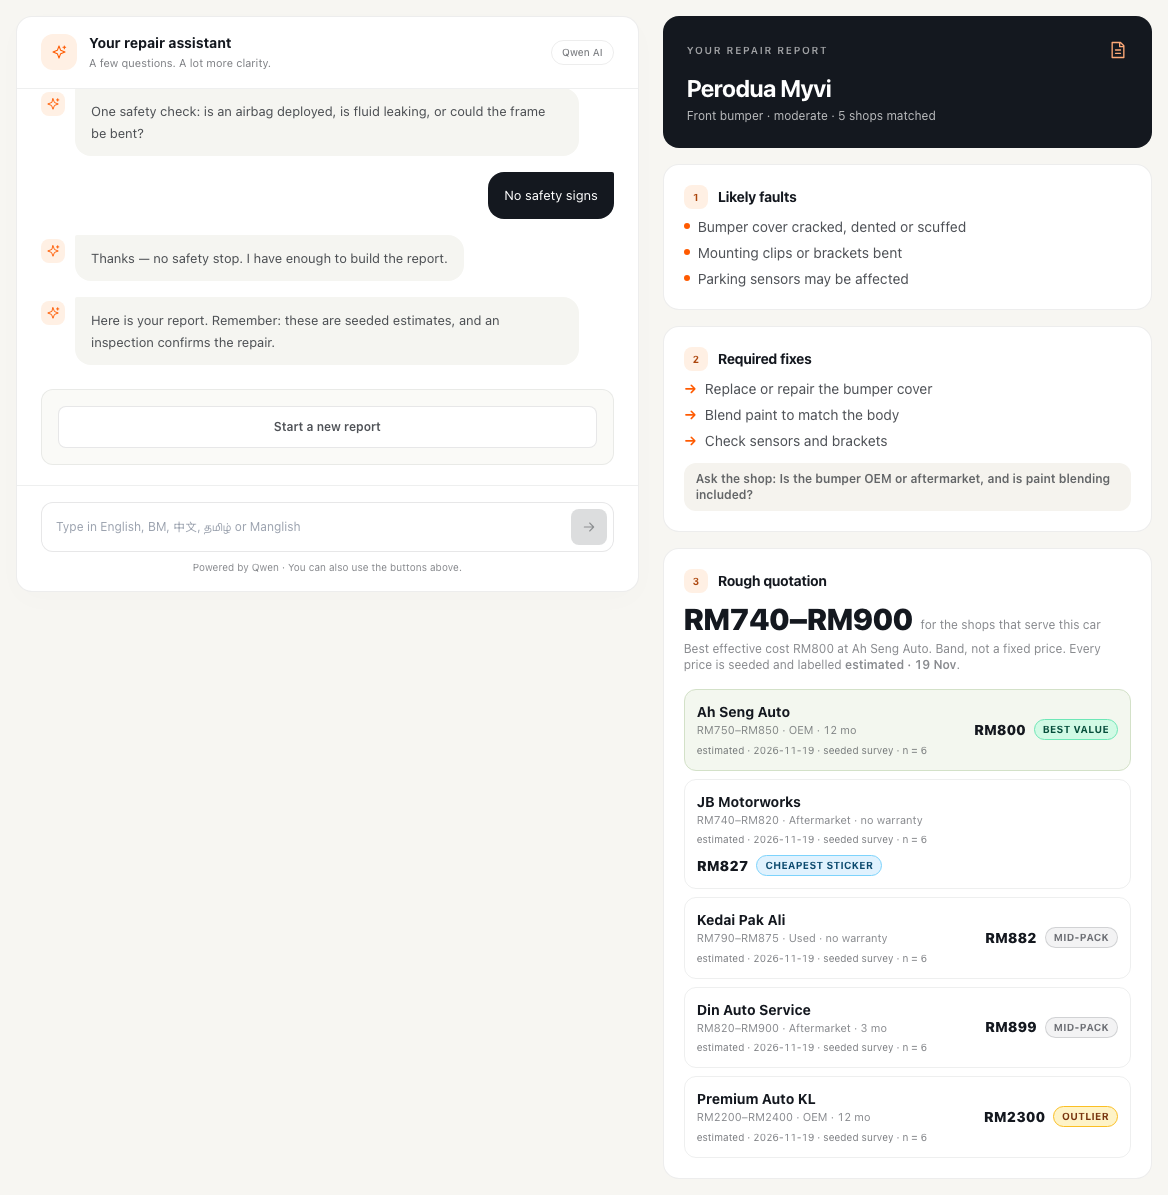 Your repair assistant
A few questions. A lot more clarity.
Qwen AI
One safety check: is an airbag deployed, is fluid leaking, or could the frame
be bent?
No safety signs
Thanks — no safety stop. I have enough to build the report.
Here is your report. Remember: these are seeded estimates, and an
inspection confirms the repair.
Start a new report
Type in English, BM, 中文, தமிழ் or Manglish
Powered by Qwen · You can also use the buttons above.
YOUR REPAIR REPORT
Perodua Myvi
Front bumper · moderate · 5 shops matched
1 Likely faults
Bumper cover cracked, dented or scuffed
Mounting clips or brackets bent
Parking sensors may be affected
2 Required fixes
→ Replace or repair the bumper cover
→ Blend paint to match the body
→ Check sensors and brackets
Ask the shop: Is the bumper OEM or aftermarket, and is paint blending
included?
3 Rough quotation
RM740–RM900 for the shops that serve this car
Best effective cost RM800 at Ah Seng Auto. Band, not a fixed price. Every
price is seeded and labelled estimated · 19 Nov.
Ah Seng Auto
RM750–RM850 · OEM · 12 mo
estimated · 2026-11-19 · seeded survey · n = 6
RM800 BEST VALUE
JB Motorworks
RM740–RM820 · Aftermarket · no warranty
estimated · 2026-11-19 · seeded survey · n = 6
RM827 CHEAPEST STICKER
Kedai Pak Ali
RM790–RM875 · Used · no warranty
estimated · 2026-11-19 · seeded survey · n = 6
RM882 MID-PACK
Din Auto Service
RM820–RM900 · Aftermarket · 3 mo
estimated · 2026-11-19 · seeded survey · n = 6
RM899 MID-PACK
Premium Auto KL
RM2200–RM2400 · OEM · 12 mo
estimated · 2026-11-19 · seeded survey · n = 6
RM2300 OUTLIER